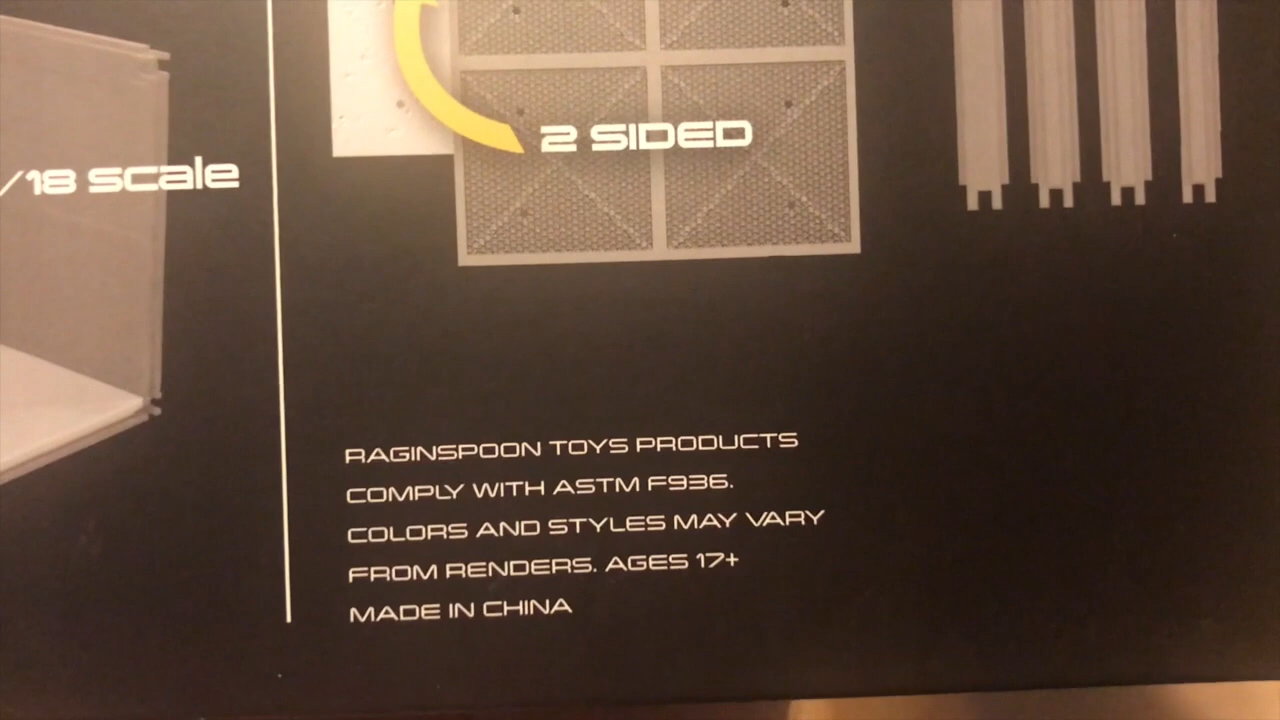 /18 scale
2 SIDED
RAGINSPOON TOYS PRODUCTS
COMPLY WITH ASTM F936.
COLORS AND STYLES MAY VARY
FROM RENDERS. AGES 17+
MADE IN CHINA